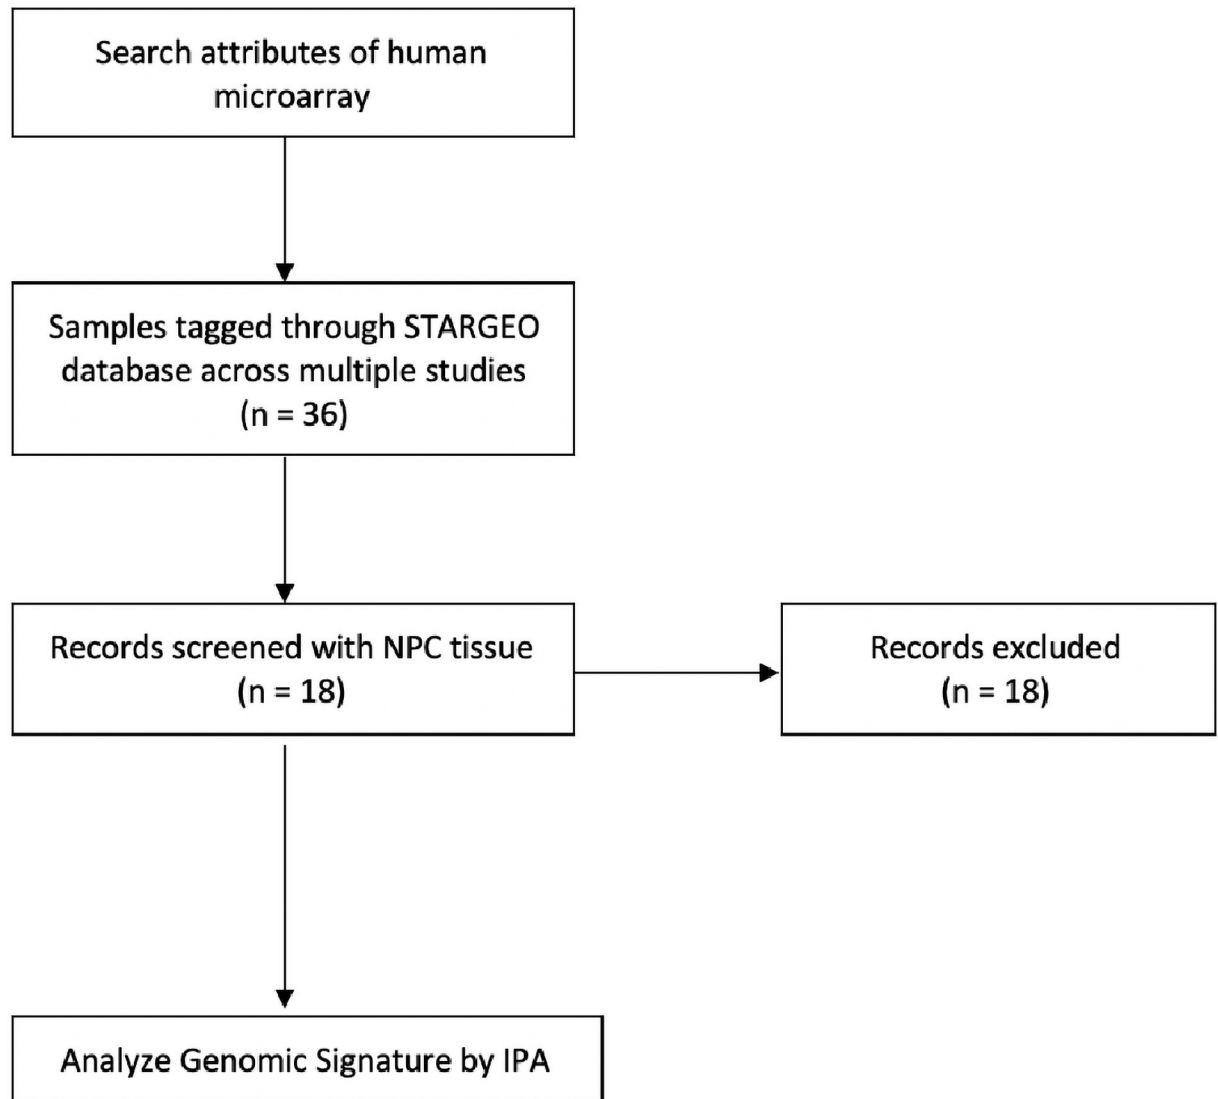 Search attributes of human
microarray
Samples tagged through STARGEO
database across multiple studies
(n = 36)
Records screened with NPC tissue
(n = 18)
Records excluded
(n = 18)
Analyze Genomic Signature by IPA